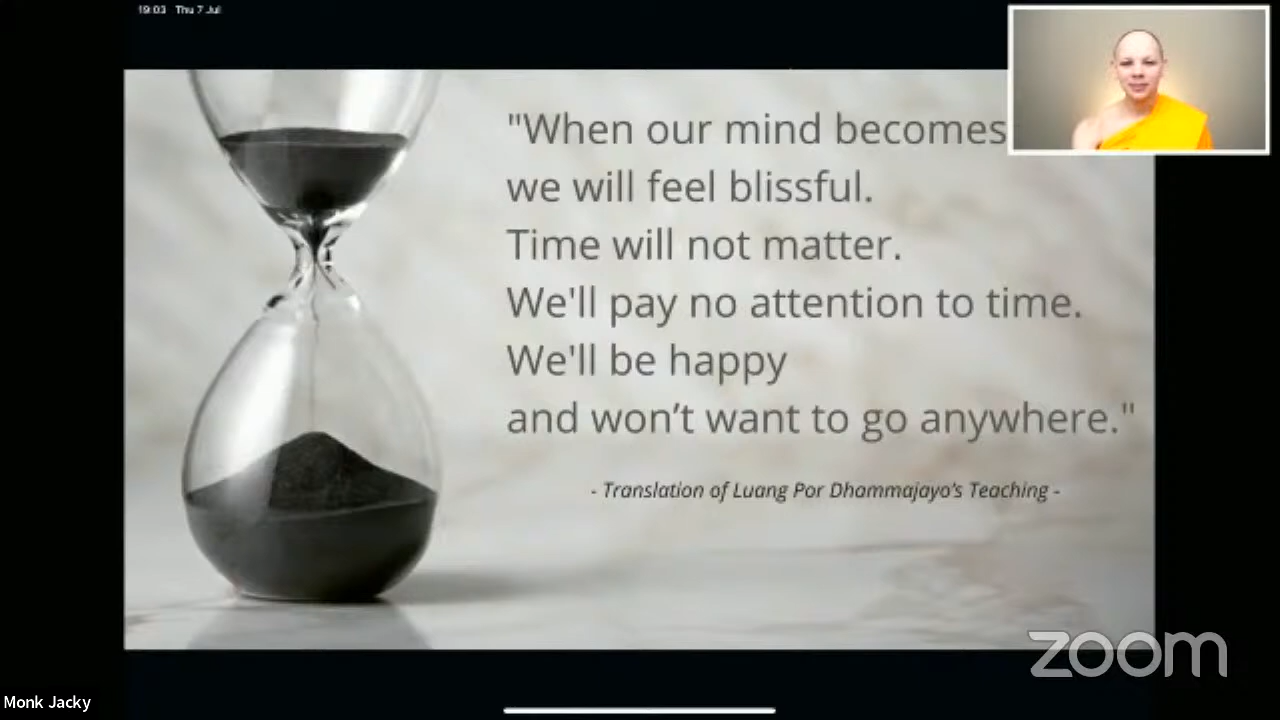 19:03 Thu 7 Jul
"When our mind becomes
we will feel blissful.
Time will not matter.
We'll pay no attention to time.
We'll be happy
and won’t want to go anywhere."
- Translation of Luang Por Dhammajayo’s Teaching -
zoom
Monk Jacky